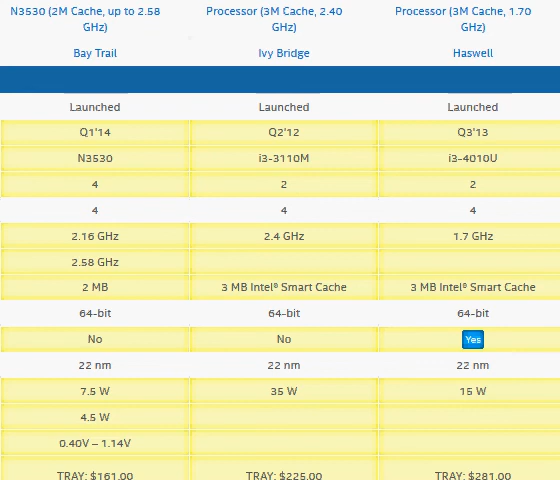 N3530 (2M Cache, up to 2.58 Processor (3M Cache, 2.40 Processor (3M Cache, 1.70
GHz) GHz) GHz)
Bay Trail Ivy Bridge Haswell
Launched Launched Launched
Q1'14 Q2'12 Q3'13
N3530 i3-3110M i3-4010U
4 2 2
4 4 4
2.16 GHz 2.4 GHz 1.7 GHz
2.58 GHz
2 MB 3 MB Intel® Smart Cache 3 MB Intel® Smart Cache
64-bit 64-bit 64-bit
No No Yes
22 nm 22 nm 22 nm
7.5 W 35 W 15 W
4.5 W
0.40V – 1.14V
TRAY: $161.00 TRAY: $225.00 TRAY: $281.00